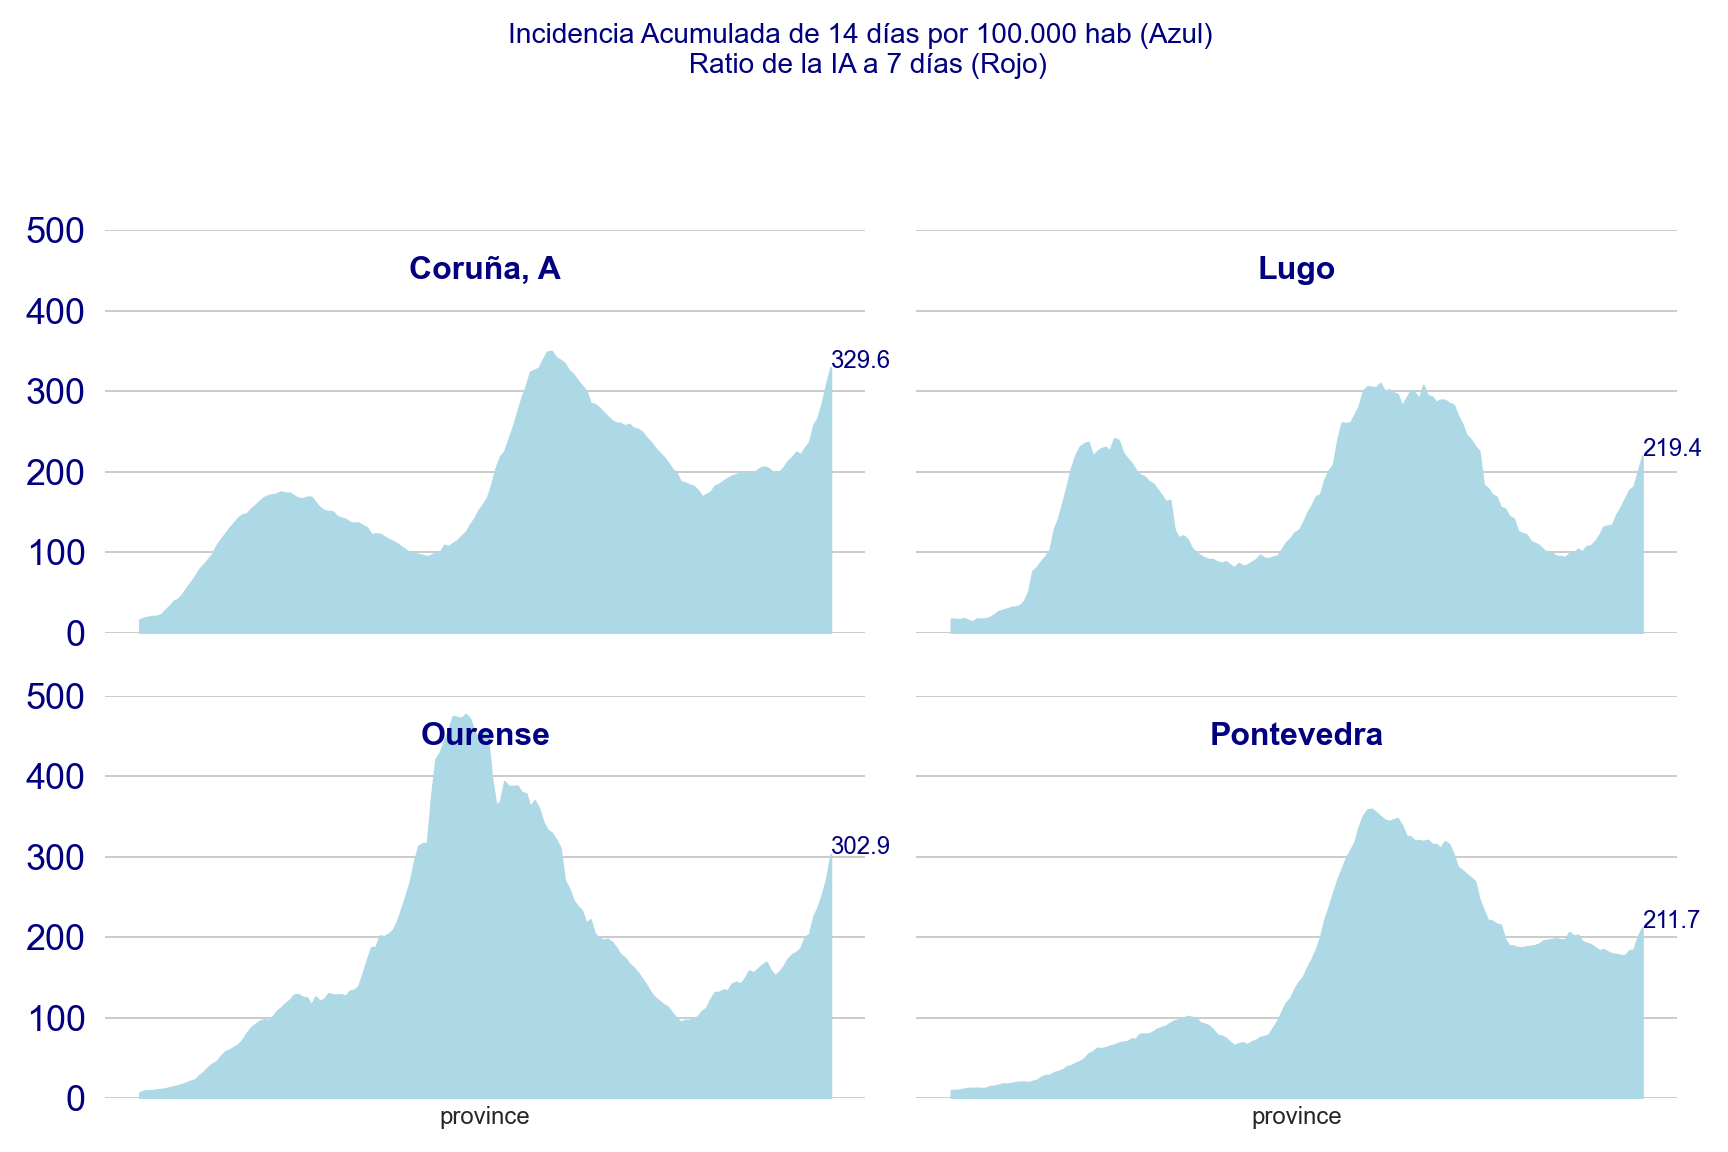 Incidencia Acumulada de 14 días por 100.000 hab (Azul)
Ratio de la IA a 7 días (Rojo)
500
400
300
200
100
0
Coruña, A
329.6
Lugo
219.4
500
400
300
200
100
0
Ourense
302.9
province
Pontevedra
211.7
province